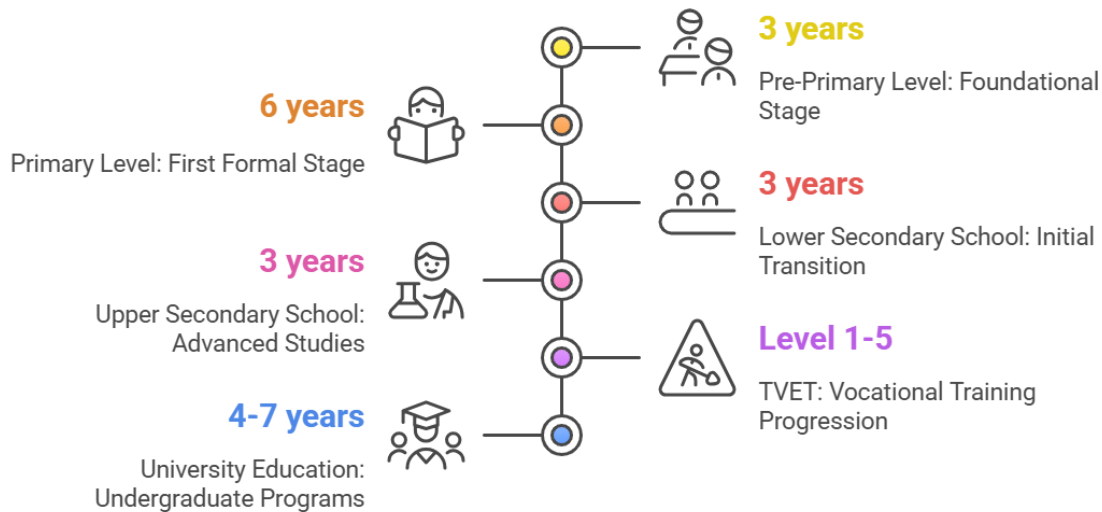 3 years
Pre-Primary Level: Foundational
Stage
6 years
Primary Level: First Formal Stage
3 years
Lower Secondary School: Initial
Transition
3 years
Upper Secondary School:
Advanced Studies
Level 1-5
TVET: Vocational Training
Progression
4-7 years
University Education:
Undergraduate Programs